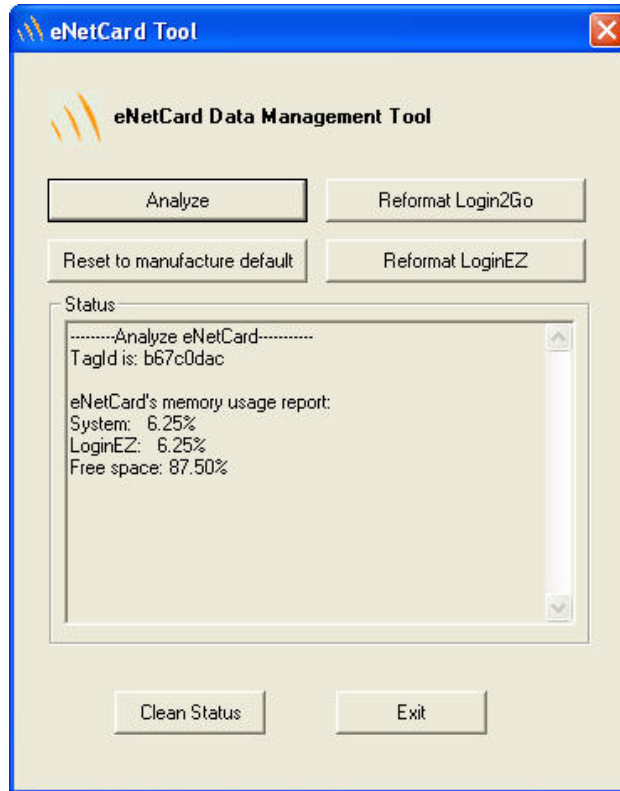 eNetCard Tool
eNetCard Data Management Tool
Analyze
Reformat Login2Go
Reset to manufacture default
Reformat LoginEZ
Status
--------Analyze eNetCard----------
TagId is: b67c0dac
eNetCard's memory usage report:
System: 6.25%
LoginEZ: 6.25%
Free space: 87.50%
Clean Status
Exit